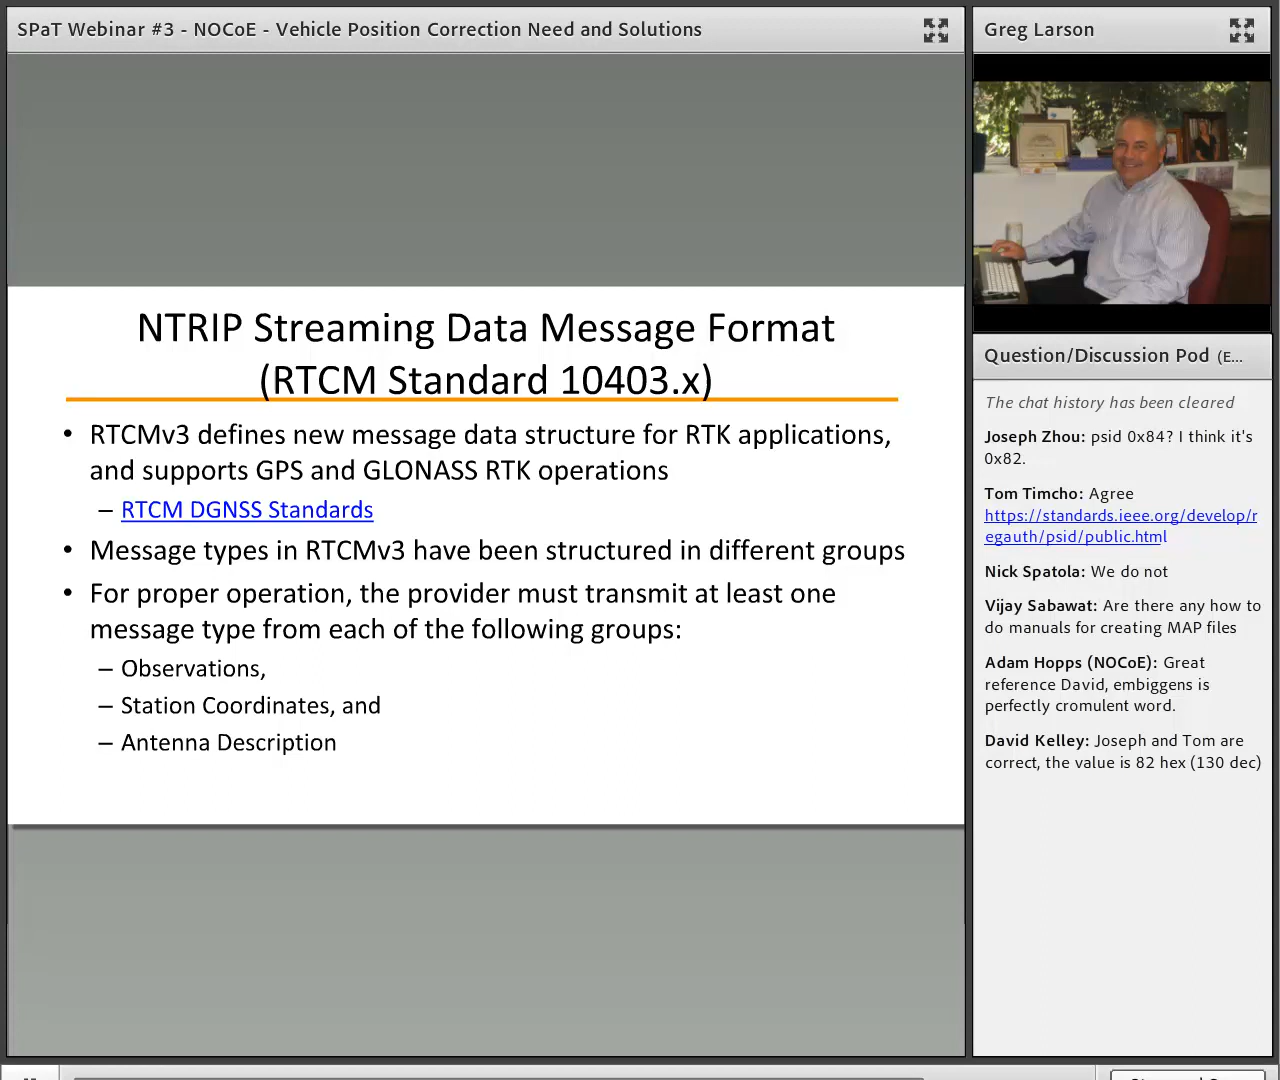 SPaT Webinar #3 - NOCoE - Vehicle Position Correction Need and Solutions
NTRIP Streaming Data Message Format
(RTCM Standard 10403.x)
• RTCMv3 defines new message data structure for RTK applications,
and supports GPS and GLONASS RTK operations
– RTCM DGNSS Standards
• Message types in RTCMv3 have been structured in different groups
• For proper operation, the provider must transmit at least one
message type from each of the following groups:
– Observations,
– Station Coordinates, and
– Antenna Description
Greg Larson
Question/Discussion Pod (E...
The chat history has been cleared
Joseph Zhou: psid 0x84? I think it's
0x82.
Tom Timcho: Agree
https://standards.ieee.org/develop/r
egauth/psid/public.html
Nick Spatola: We do not
Vijay Sabawat: Are there any how to
do manuals for creating MAP files
Adam Hopps (NOCoE): Great
reference David, embiggens is
perfectly cromulent word.
David Kelley: Joseph and Tom are
correct, the value is 82 hex (130 dec)